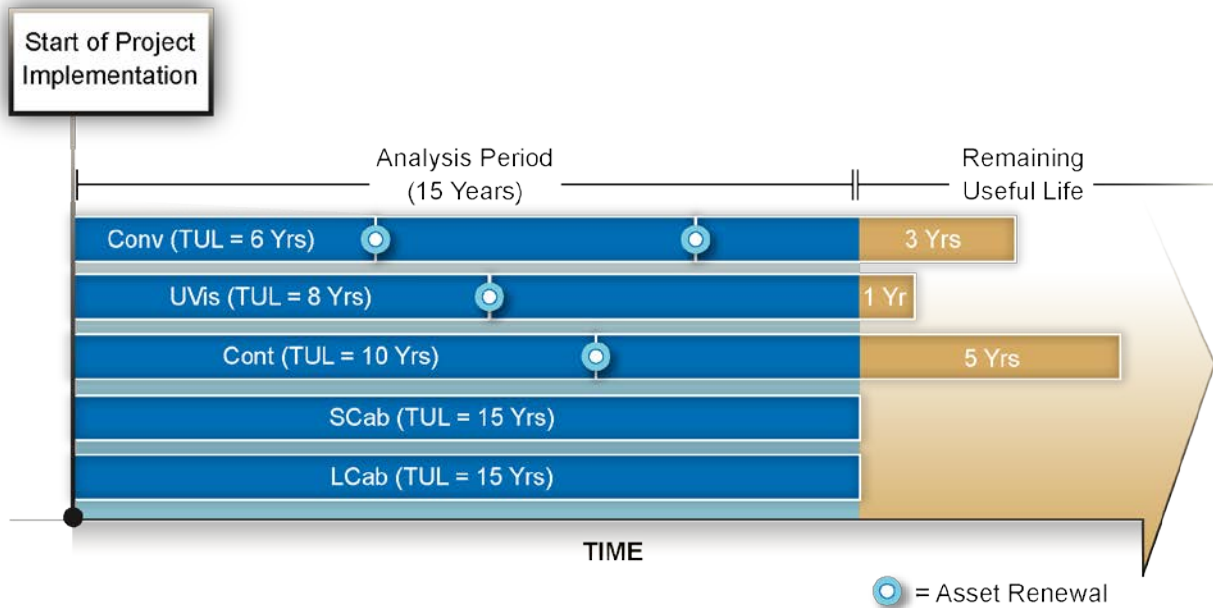 Start of Project
Implementation
Analysis Period
(15 Years)
Remaining
Useful Life
Conv (TUL = 6 Yrs)
3 Yrs
UVis (TUL = 8 Yrs)
1 Yr
Cont (TUL = 10 Yrs)
5 Yrs
SCab (TUL = 15 Yrs)
LCab (TUL = 15 Yrs)
TIME
= Asset Renewal